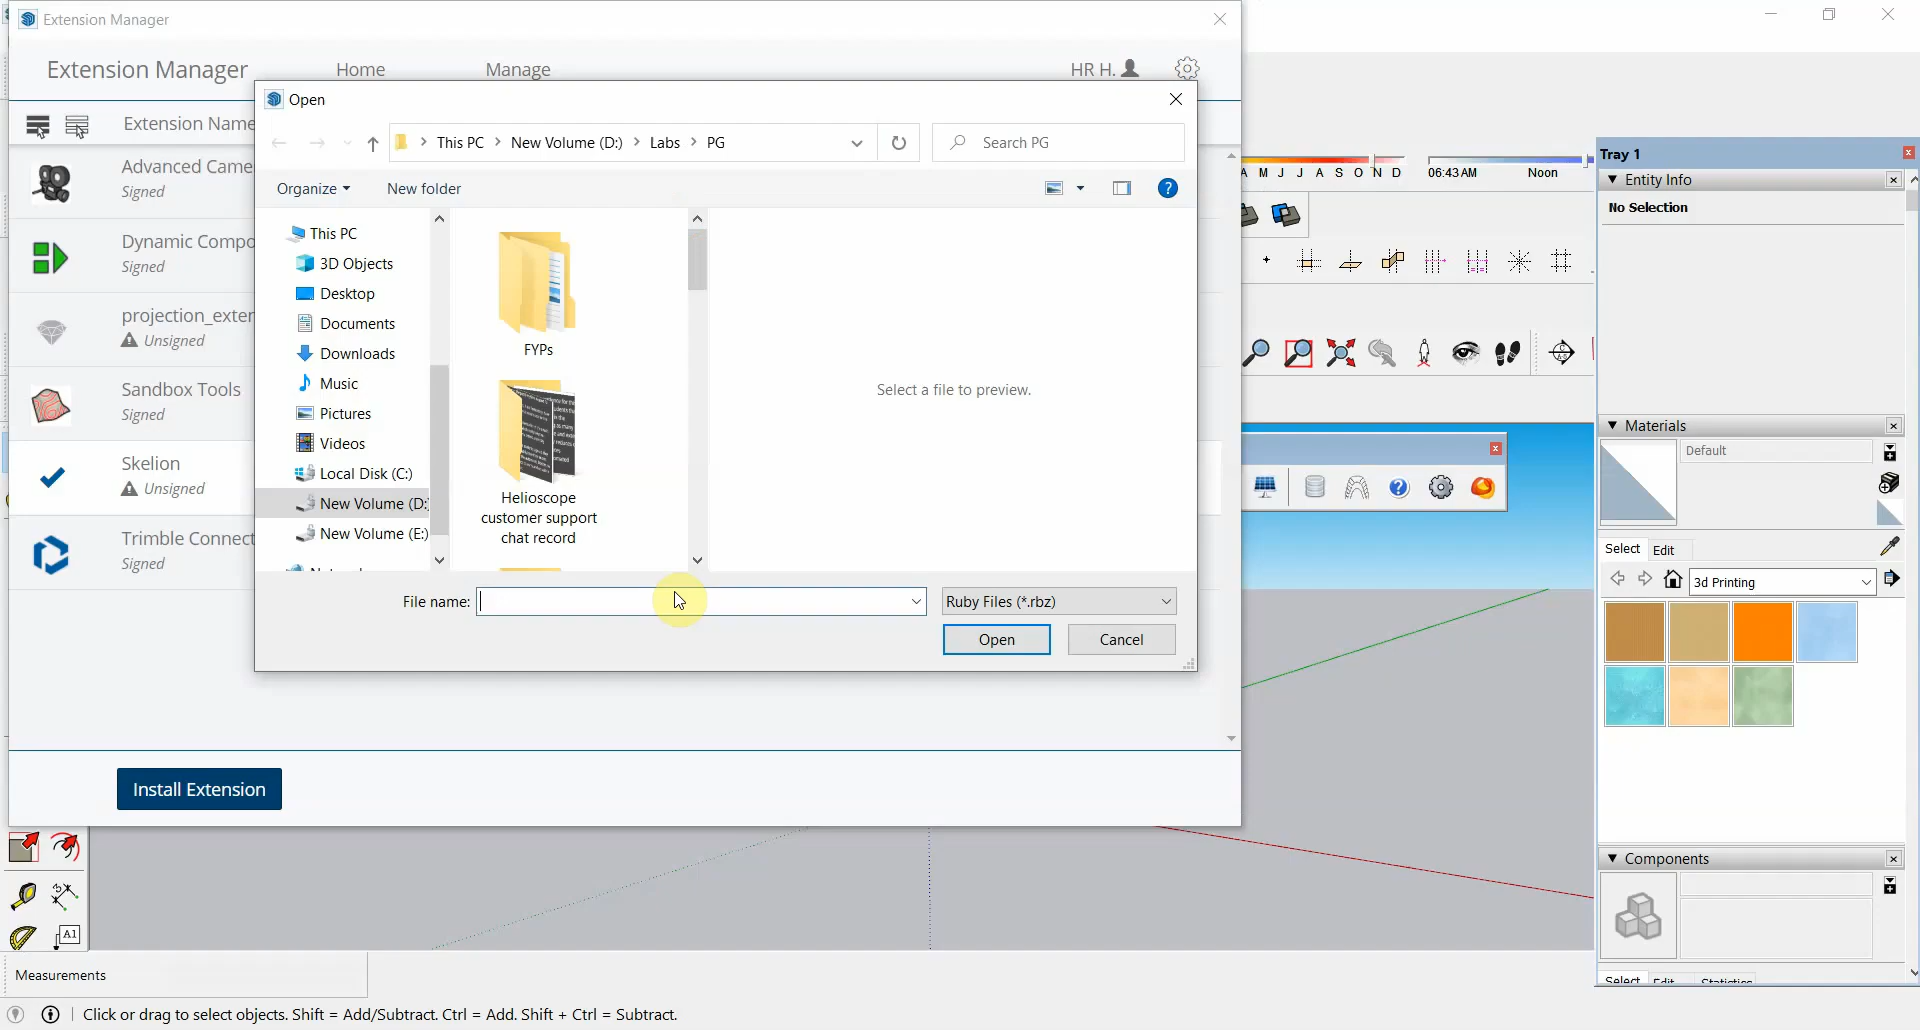 Extension Manager
Extension Manager
Home
Manage
HR H.
Open
This PC
New Volume (D:)
Labs
PG
Search PG
Organize
New folder
Extension Name
Advanced Came
Signed
Dynamic Compo
Signed
projection_exter
Unsigned
Sandbox Tools
Signed
Skelion
Unsigned
Trimble Connect
Signed
This PC
3D Objects
Desktop
Documents
Downloads
Music
Pictures
Videos
Local Disk (C:)
New Volume (D:
New Volume (E:)
FYPs
Helioscope
customer support
chat record
Select a file to preview.
File name:
Ruby Files (*.rbz)
Open
Cancel
Install Extension
A M J J A S O N D
06:43 AM
Noon
Tray 1
Entity Info
No Selection
Materials
Default
Select
Edit
3d Printing
Components
Select
Edit
Statistics
A1
Measurements
Click or drag to select objects. Shift = Add/Subtract. Ctrl = Add. Shift + Ctrl = Subtract.